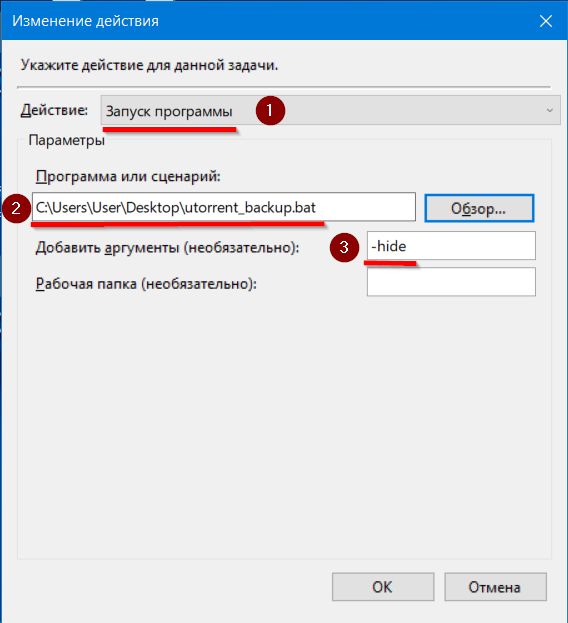 Изменение действия
Укажите действие для данной задачи.
Действие: Запуск программы 1
Параметры
Программа или сценарий:
2 C:\Users\User\Desktop\utorrent_backup.bat Обзор...
Добавить аргументы (необязательно): 3 -hide
Рабочая папка (необязательно):
ОК Отмена